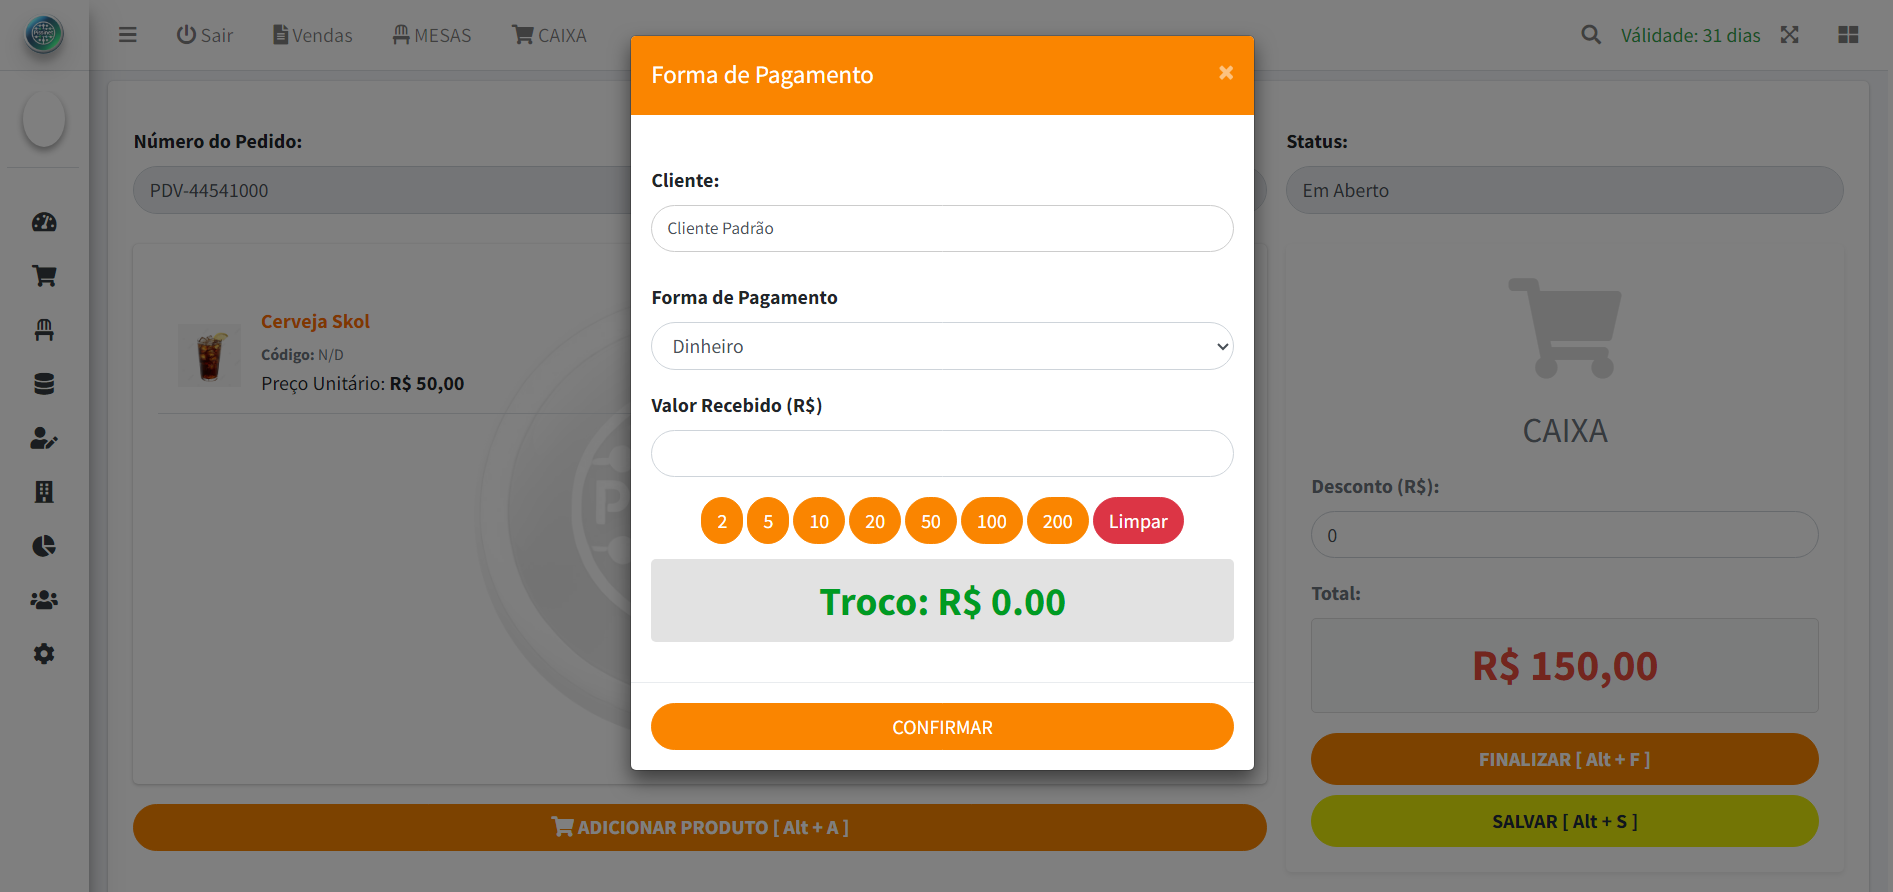 Sair
Vendas
MESAS
CAIXA
Válidade: 31 dias
Forma de Pagamento
×
Número do Pedido:
PDV-44541000
Status:
Em Aberto
Cliente:
Cliente Padrão
Forma de Pagamento
Dinheiro
Valor Recebido (R$)
2 5 10 20 50 100 200 Limpar
Troco: R$ 0.00
CONFIRMAR
Cerveja Skol
Código: N/D
Preço Unitário: R$ 50,00
ADICIONAR PRODUTO [ Alt + A ]
CAIXA
Desconto (R$):
0
Total:
R$ 150,00
FINALIZAR [ Alt + F ]
SALVAR [ Alt + S ]